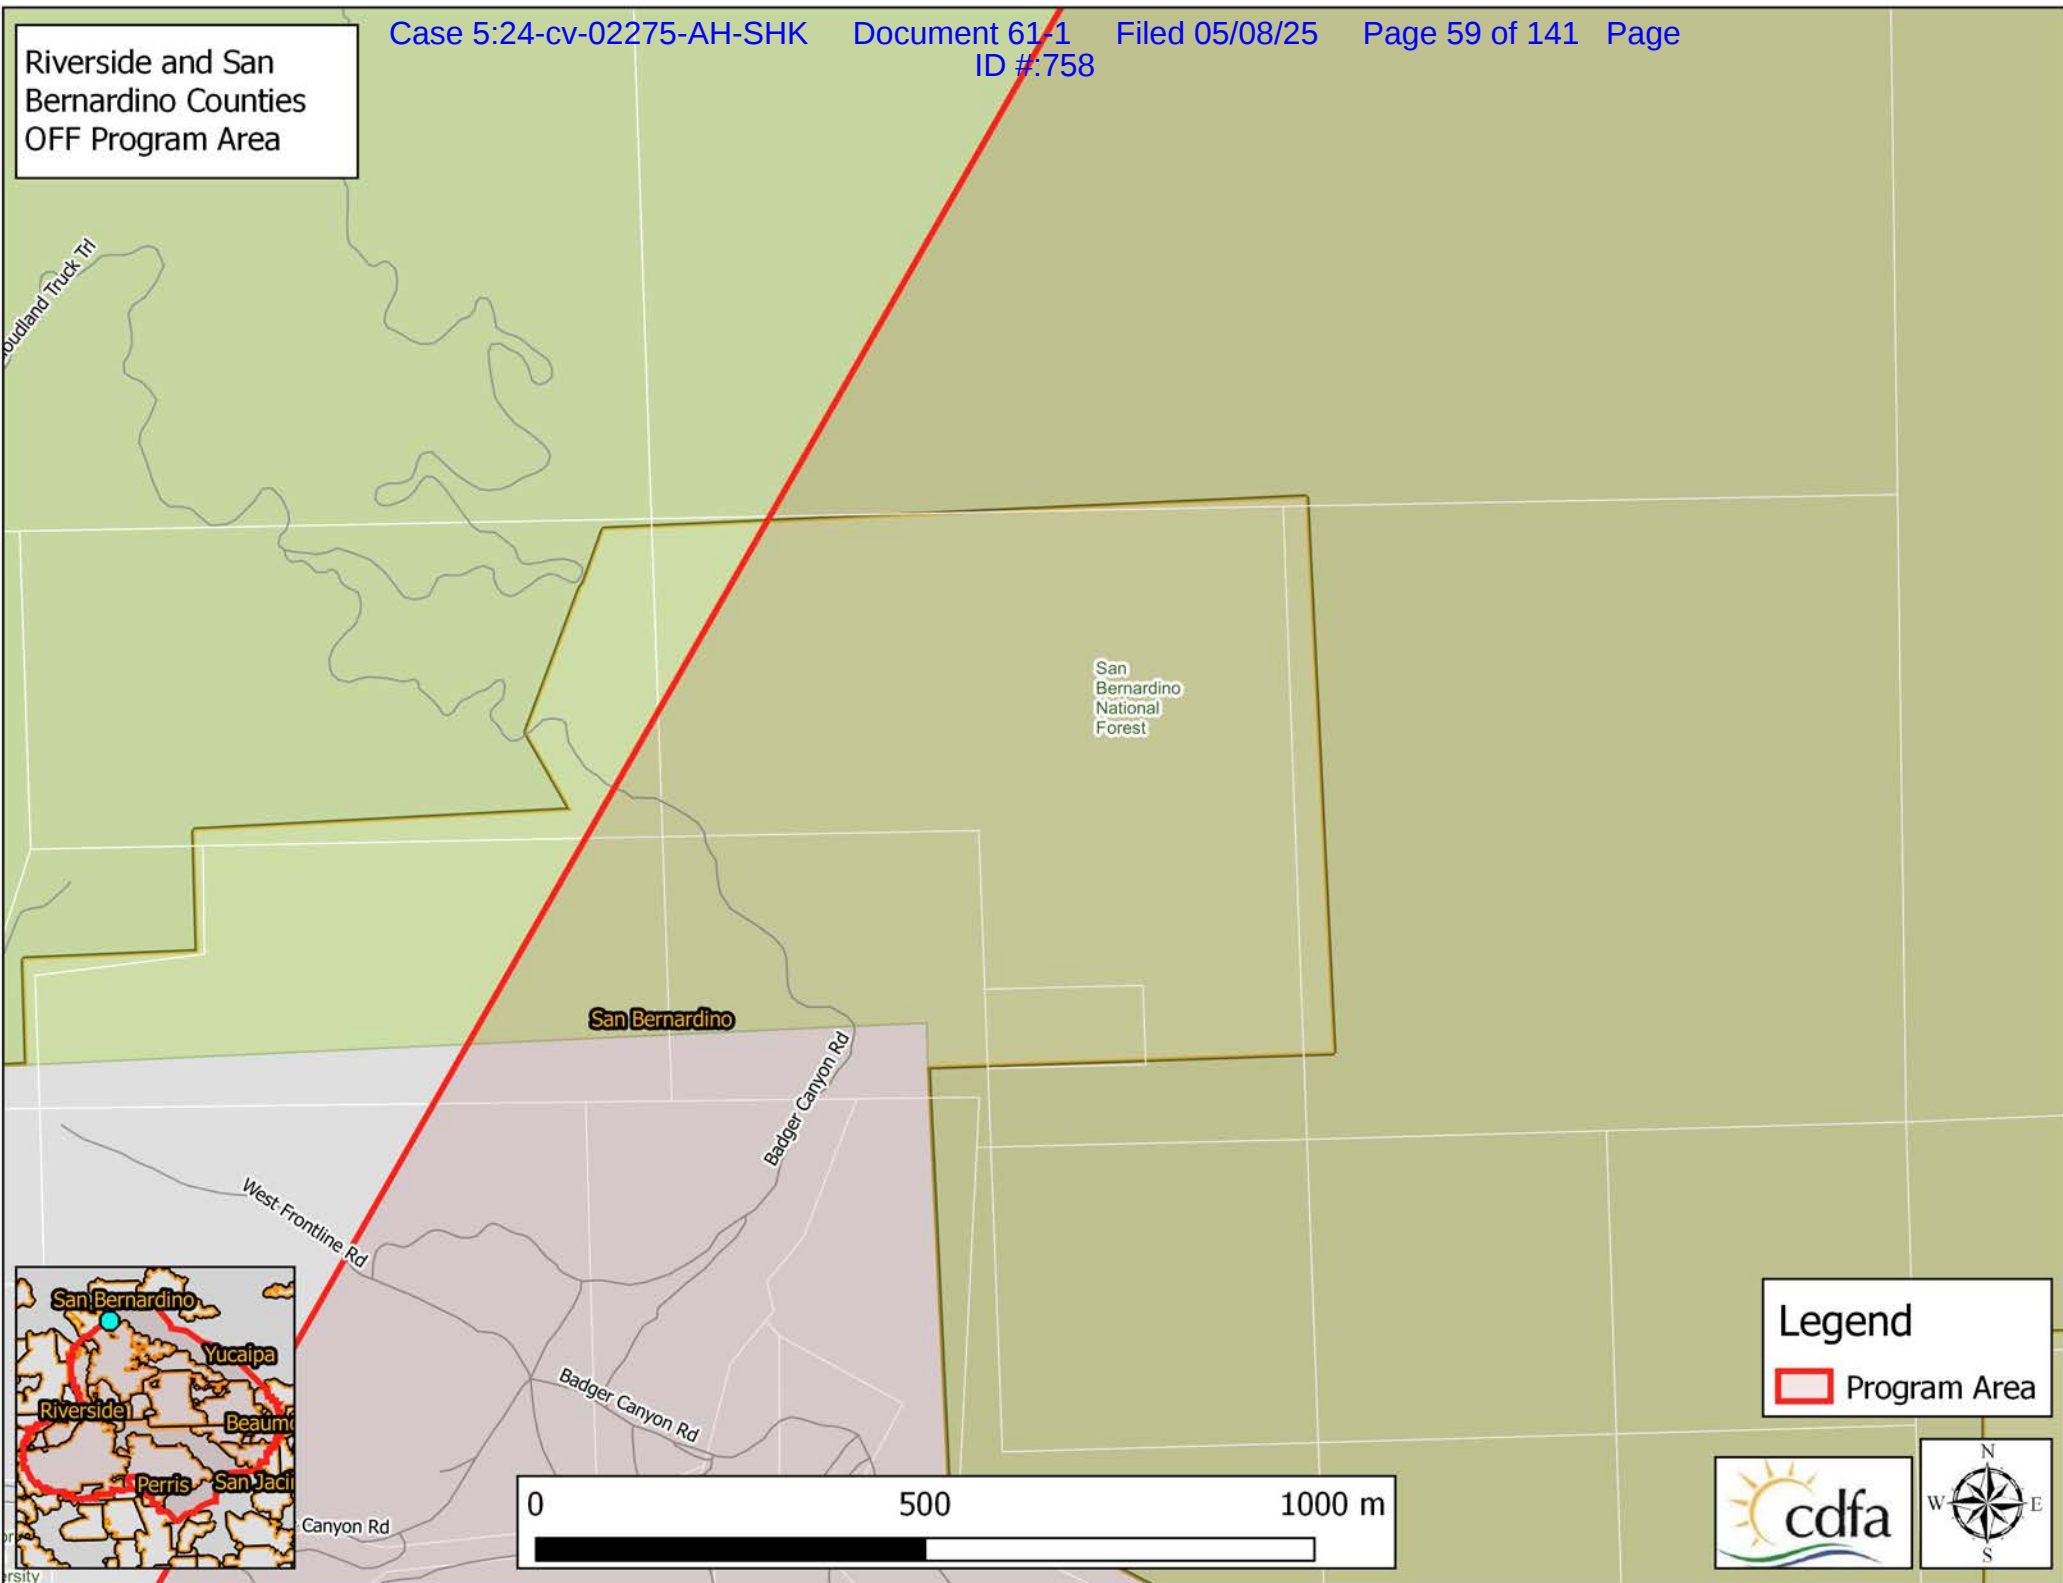 Case 5:24-cv-02275-AH-SHK Document 61-1 Filed 05/08/25 Page 59 of 141 Page
ID #:758
Riverside and San
Bernardino Counties
OFF Program Area
Truck Trl
San
Bernardino
National
Forest
San Bernardino
Badger Canyon Rd
West Frontline Rd
Badger Canyon Rd
Canyon Rd
San Bernardino
Yucaipa
Riverside
Perris
Legend
Program Area
0 500 1000 m
cdfa
N
W E
S